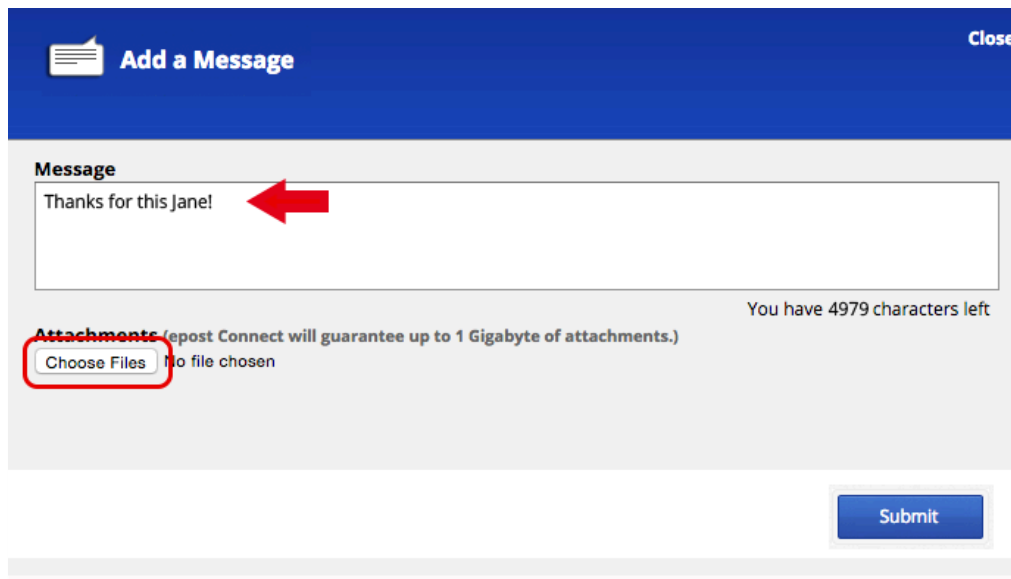 Close
Add a Message
Message
Thanks for this Jane!
You have 4979 characters left
Attachments (epost Connect will guarantee up to 1 Gigabyte of attachments.)
Choose Files No file chosen
Submit